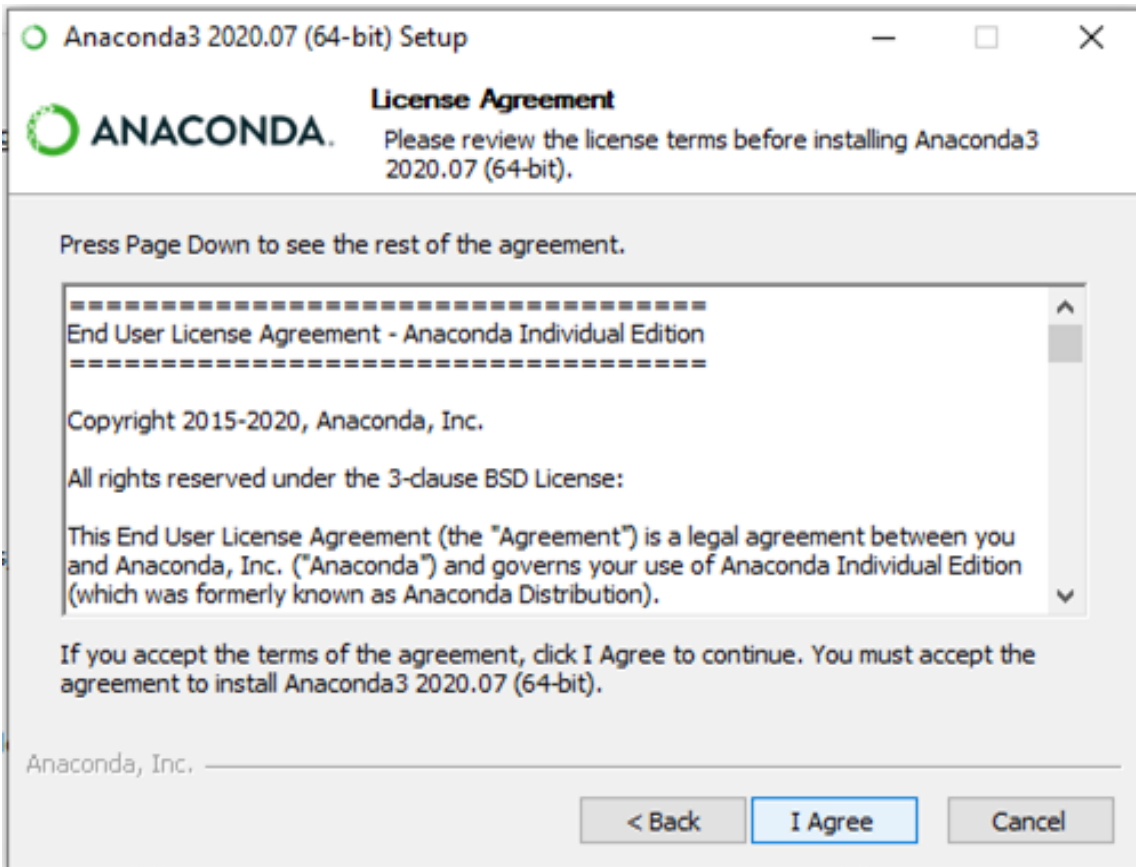 Anaconda3 2020.07 (64-bit) Setup
ANACONDA.
License Agreement
Please review the license terms before installing Anaconda3
2020.07 (64-bit).
Press Page Down to see the rest of the agreement.
===================================
End User License Agreement - Anaconda Individual Edition
===================================
Copyright 2015-2020, Anaconda, Inc.
All rights reserved under the 3-clause BSD License:
This End User License Agreement (the "Agreement") is a legal agreement between you
and Anaconda, Inc. ("Anaconda") and governs your use of Anaconda Individual Edition
(which was formerly known as Anaconda Distribution).
If you accept the terms of the agreement, click I Agree to continue. You must accept the
agreement to install Anaconda3 2020.07 (64-bit).
Anaconda, Inc.
< Back I Agree Cancel